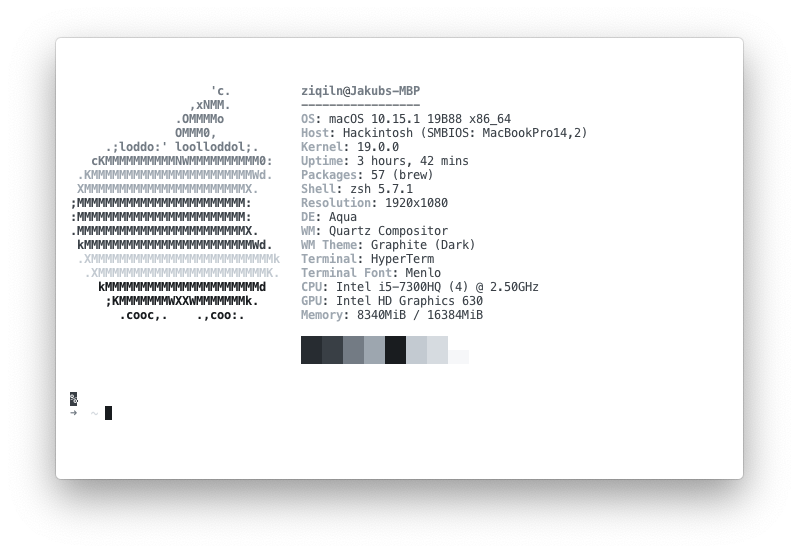 'c.          ziqiln@Jakubs-MBP
                 ,xNMM.          -----------------
               .OMMMMo           OS: macOS 10.15.1 19B88 x86_64
               OMMM0,            Host: Hackintosh (SMBIOS: MacBookPro14,2)
     .;loddo:' loolloddol;.      Kernel: 19.0.0
   cKMMMMMMMMMMNWMMMMMMMMMM0:    Uptime: 3 hours, 42 mins
 .KMMMMMMMMMMMMMMMMMMMMMMMWd.    Packages: 57 (brew)
 XMMMMMMMMMMMMMMMMMMMMMMMX.      Shell: zsh 5.7.1
;MMMMMMMMMMMMMMMMMMMMMMMM:       Resolution: 1920x1080
:MMMMMMMMMMMMMMMMMMMMMMMM:       DE: Aqua
.MMMMMMMMMMMMMMMMMMMMMMMMX.      WM: Quartz Compositor
 kMMMMMMMMMMMMMMMMMMMMMMMMWd.    WM Theme: Graphite (Dark)
 .XMMMMMMMMMMMMMMMMMMMMMMMMMMk   Terminal: HyperTerm
  .XMMMMMMMMMMMMMMMMMMMMMMMMK.   Terminal Font: Menlo
    kMMMMMMMMMMMMMMMMMMMMMMd     CPU: Intel i5-7300HQ (4) @ 2.50GHz
     ;KMMMMMMMWXXWMMMMMMMk.      GPU: Intel HD Graphics 630
       .cooc,.    .,coo:.        Memory: 8340MiB / 16384MiB
%
➜  ~